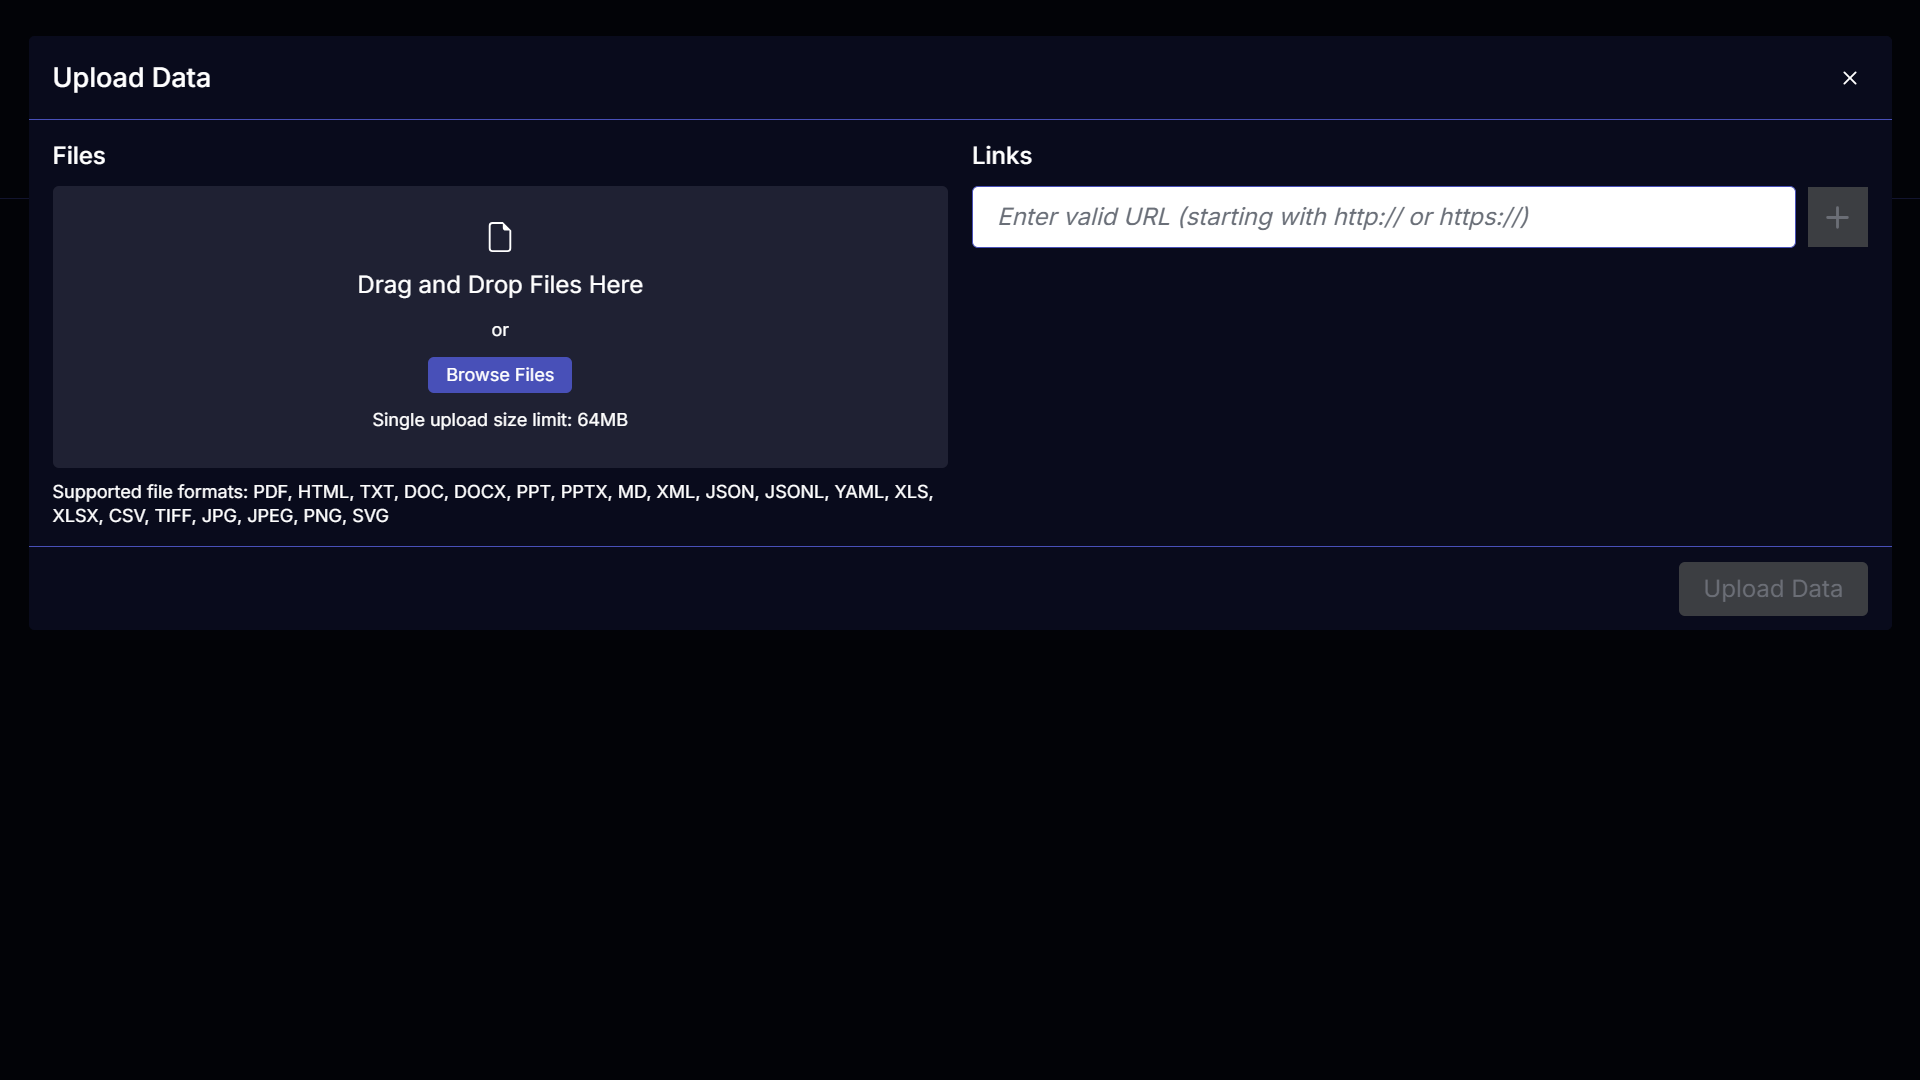 Upload Data
Files
Drag and Drop Files Here
or
Browse Files
Single upload size limit: 64MB
Supported file formats: PDF, HTML, TXT, DOC, DOCX, PPT, PPTX, MD, XML, JSON, JSONL, YAML, XLS,
XLSX, CSV, TIFF, JPG, JPEG, PNG, SVG
Links
Enter valid URL (starting with http:// or https://)
Upload Data